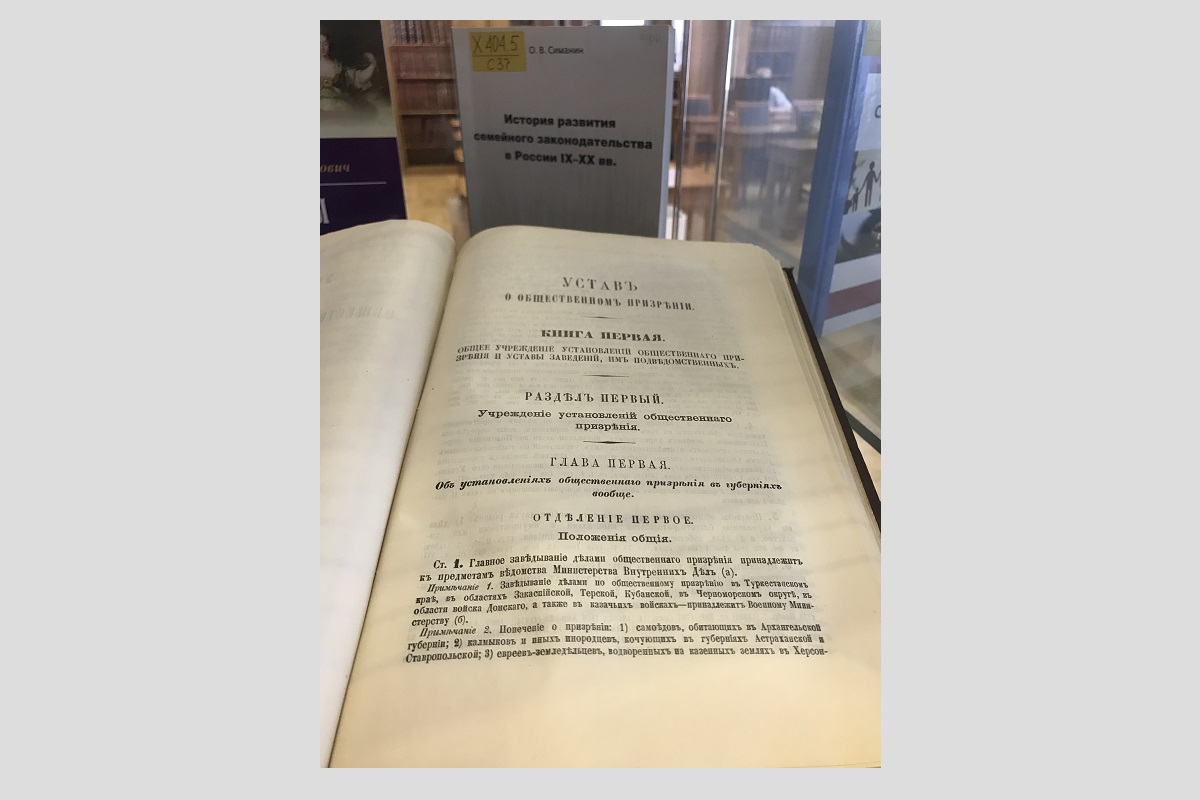 Х 404.5
С 37
О. В. Симанин
История развития
семейного законодательства
в России IX–XX вв.
ович
УСТАВЪ
О ОБЩЕСТВЕННОМЪ ПРИЗРѢНІИ.
КНИГА ПЕРВАЯ.
ОБЩЕЕ УЧРЕЖДЕНІЕ УСТАНОВЛЕНІЙ ОБЩЕСТВЕННАГО ПРИ-
ЗРѢНІЯ И УСТАВЫ ЗАВЕДЕНІЙ, ИМЪ ПОДВѢДОМСТВЕННЫХЪ.
РАЗДѢЛЪ ПЕРВЫЙ.
Учрежденіе установленій общественнаго
призрѣнія.
ГЛАВА ПЕРВАЯ.
Объ установленіяхъ общественнаго призрѣнія въ губерніяхъ
вообще.
ОТДѢЛЕНІЕ ПЕРВОЕ.
Положенія общія.
Ст. 1. Главное завѣдываніе дѣлами общественнаго призрѣнія принадлежитъ
къ предметамъ вѣдомства Министерства Внутреннихъ Дѣлъ (а).
Примѣчаніе 1. Завѣдываніе дѣлами по общественному призрѣнію въ Туркестанскомъ
краѣ, въ областяхъ Закаспійской, Терской, Кубанской, въ Черноморскомъ округѣ, въ
области войска Донскаго, а также въ казачьихъ войскахъ—принадлежитъ Военному Мини-
стерству (б).
Примѣчаніе 2. Попеченіе о призрѣніи: 1) самоѣдовъ, обитающихъ въ Архангельской
губерніи; 2) калмыковъ и иныхъ инородцевъ, кочующихъ въ губерніяхъ Астраханской и
Ставропольской; 3) евреевъ-земледѣльцевъ, водворенныхъ на казенныхъ земляхъ въ Херсон-